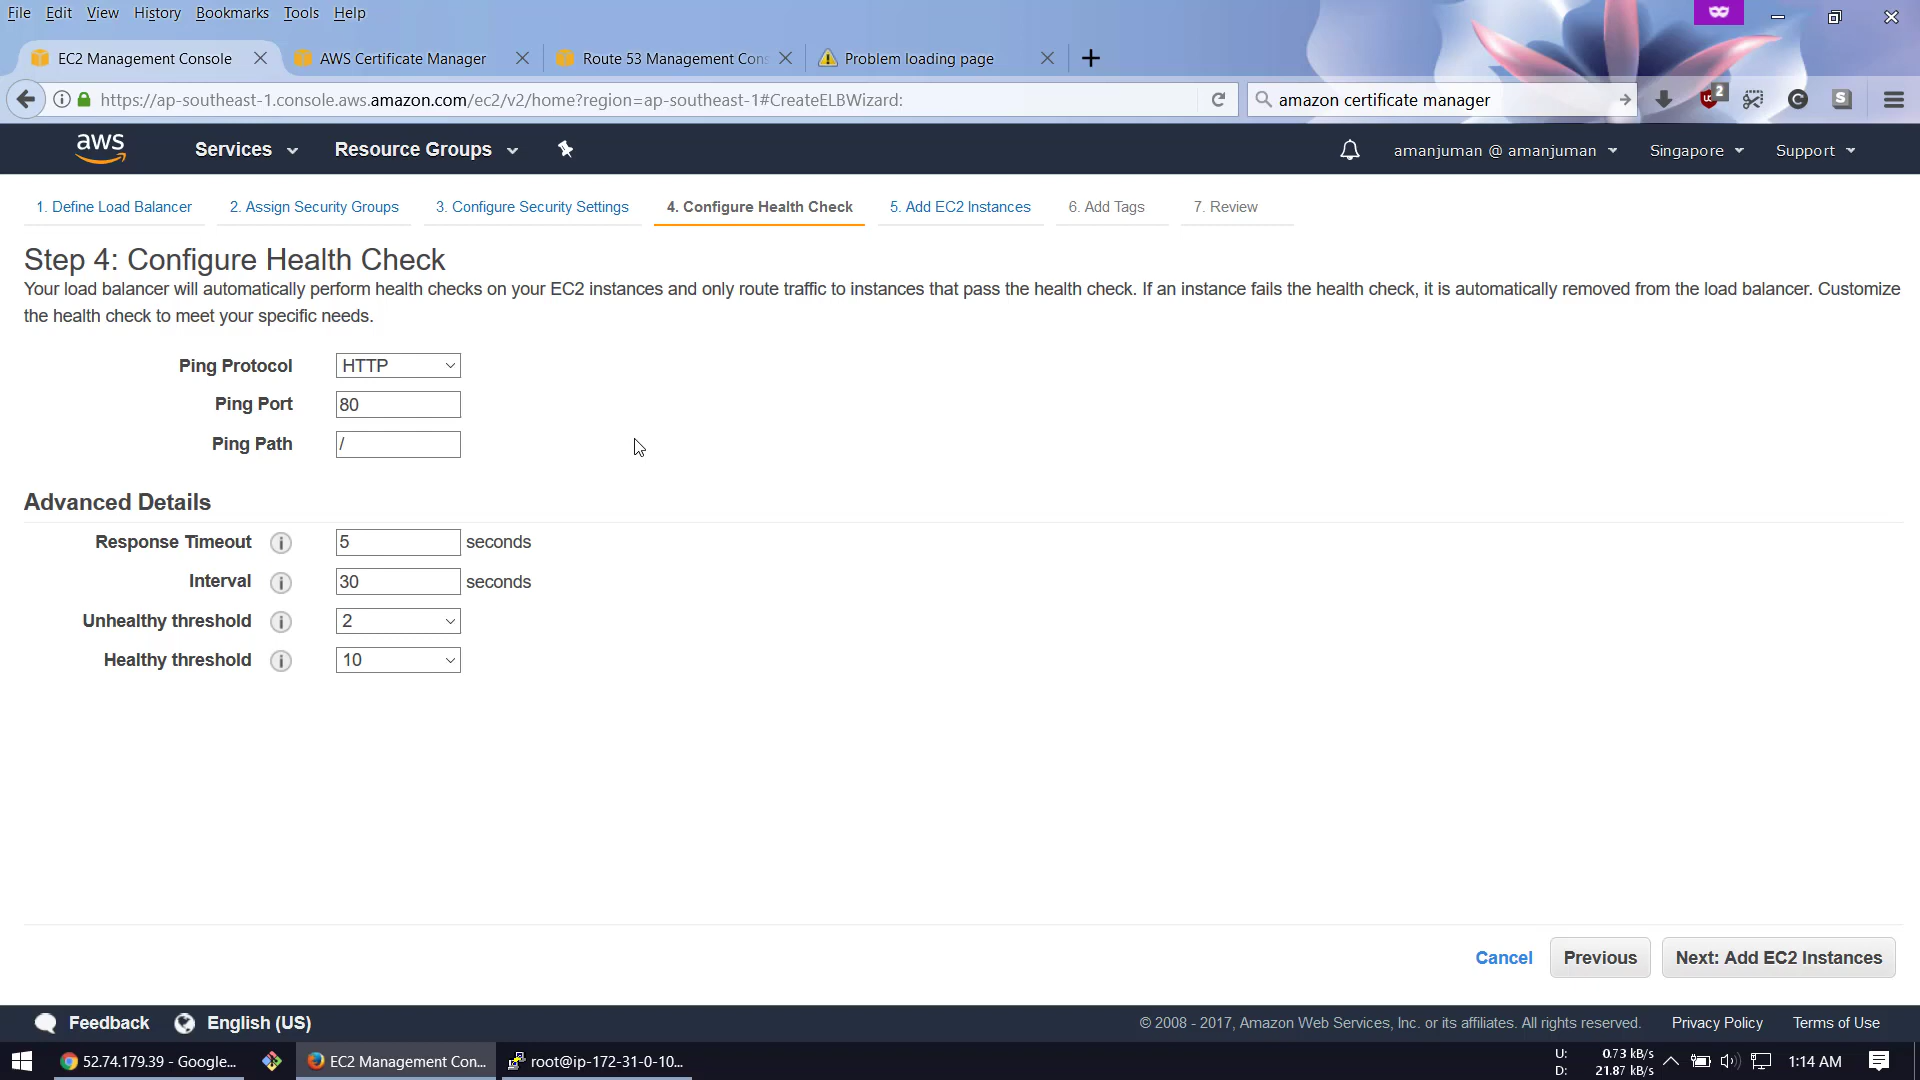 File Edit View History Bookmarks Tools Help
EC2 Management Console AWS Certificate Manager Route 53 Management Con Problem loading page
https://ap-southeast-1.console.aws.amazon.com/ec2/v2/home?region=ap-southeast-1#CreateELBWizard: amazon certificate manager 2 C S
aws Services Resource Groups amanjuman @ amanjuman Singapore Support
1. Define Load Balancer 2. Assign Security Groups 3. Configure Security Settings 4. Configure Health Check 5. Add EC2 Instances 6. Add Tags 7. Review
Step 4: Configure Health Check
Your load balancer will automatically perform health checks on your EC2 instances and only route traffic to instances that pass the health check. If an instance fails the health check, it is automatically removed from the load balancer. Customize
the health check to meet your specific needs.
Ping Protocol HTTP
Ping Port 80
Ping Path /
Advanced Details
Response Timeout i 5 seconds
Interval i 30 seconds
Unhealthy threshold i 2
Healthy threshold i 10
Cancel Previous Next: Add EC2 Instances
Feedback English (US) © 2008 - 2017, Amazon Web Services, Inc. or its affiliates. All rights reserved. Privacy Policy Terms of Use
52.74.179.39 - Google... EC2 Management Con... root@ip-172-31-0-10... U: 0.73 kB/s 1:14 AM
D: 21.87 kB/s